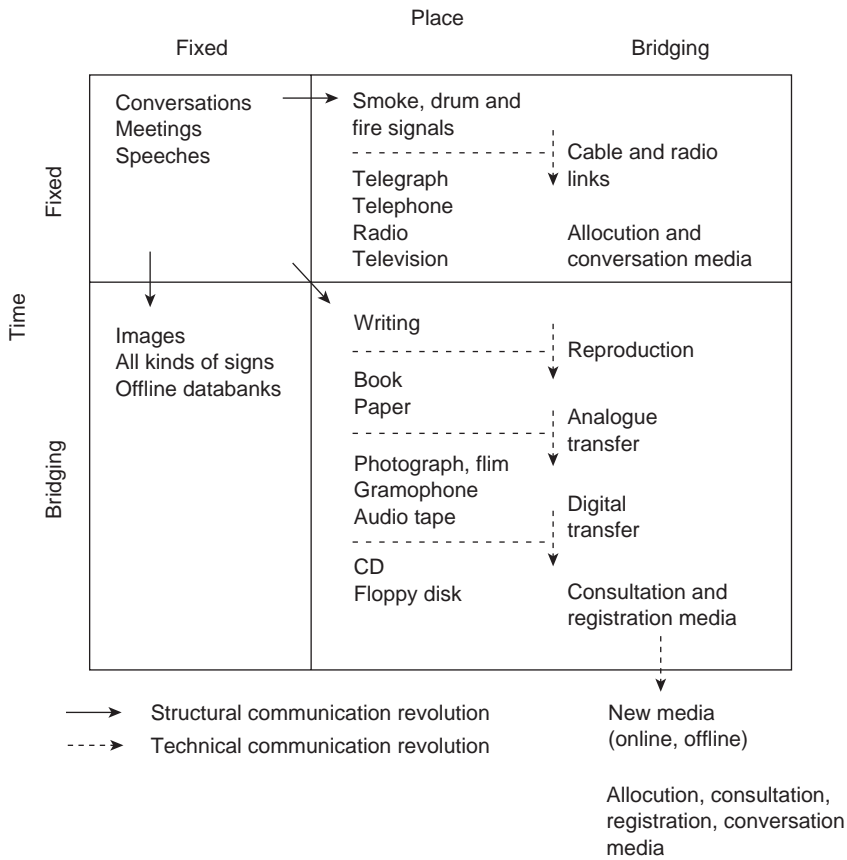 Place
Fixed
Bridging
Time
Fixed
Conversations
Meetings
Speeches
Smoke, drum and
fire signals
Cable and radio
links
Telegraph
Telephone
Radio
Television
Allocution and
conversation media
Bridging
Images
All kinds of signs
Offline databanks
Writing
Reproduction
Book
Paper
Analogue
transfer
Photograph, flim
Gramophone
Audio tape
Digital
transfer
CD
Floppy disk
Consultation and
registration media
Structural communication revolution
Technical communication revolution
New media
(online, offline)
Allocution, consultation,
registration, conversation
media